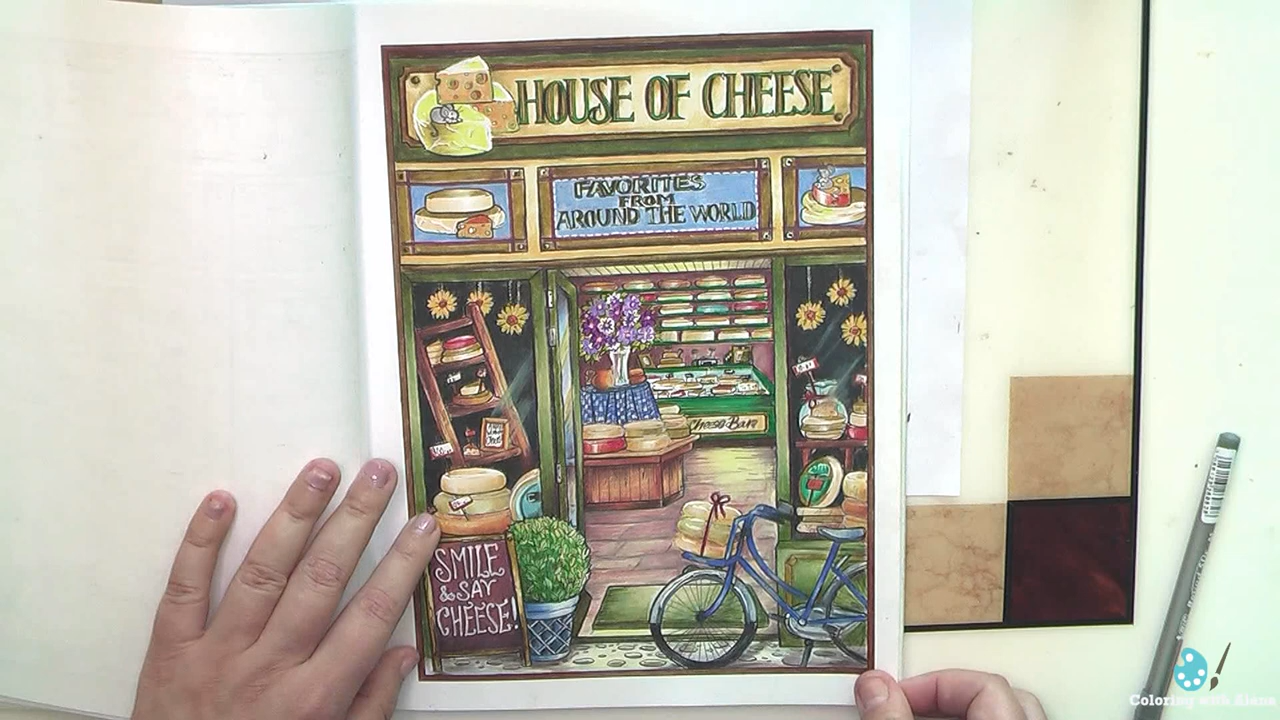 HOUSE OF CHEESE
FAVORITES
FROM
AROUND THE WORLD
Cheese Bar
SMILE
& SAY
CHEESE!
Coloring with Alena